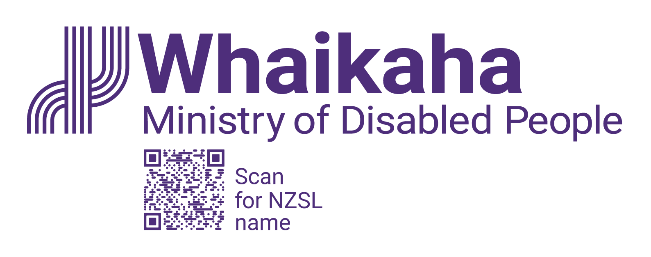 Whaikaha
Ministry of Disabled People
Scan
for NZSL
name